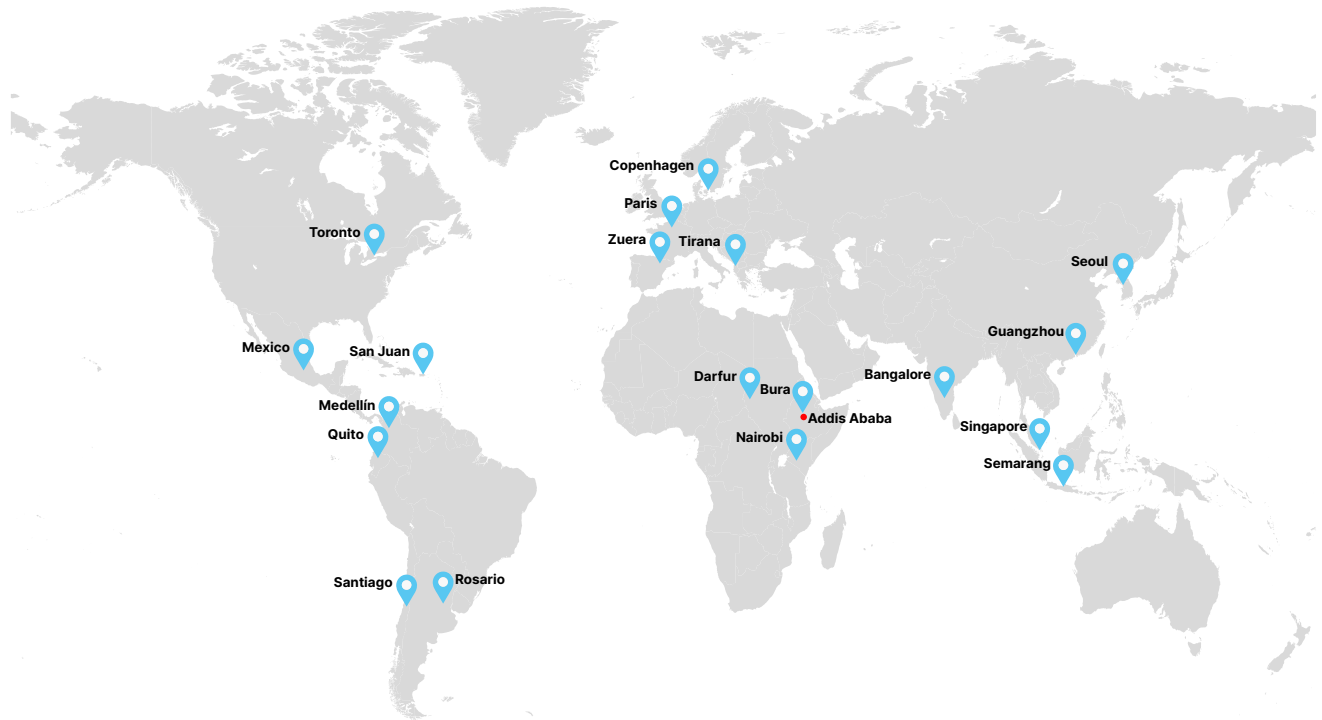 Copenhagen
Paris
Zuera
Tirana
Toronto
Seoul
Guangzhou
Mexico
San Juan
Darfur
Bura
Bangalore
Medellín
Addis Ababa
Quito
Nairobi
Singapore
Semarang
Santiago
Rosario